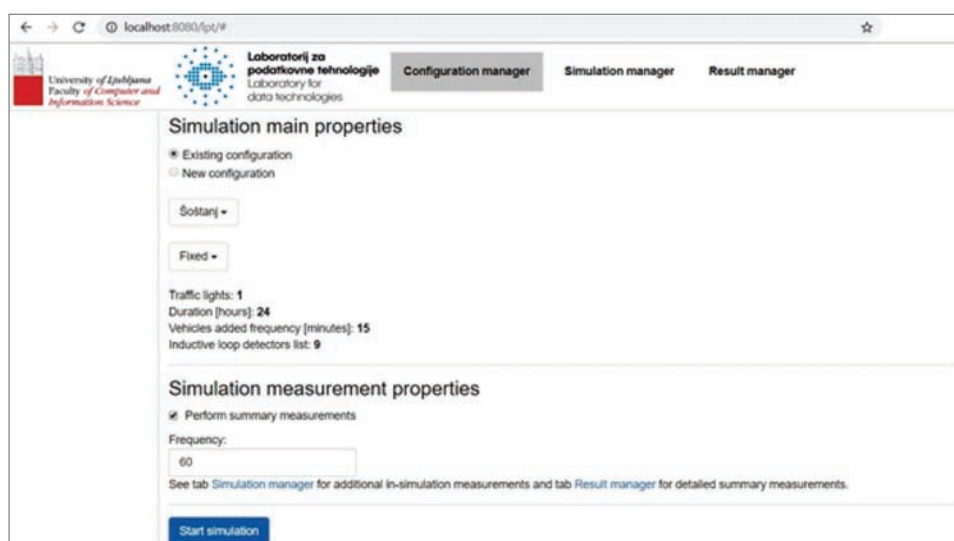 localhost:8080/lpt/#
University of Ljubljana
Faculty of Computer and
Information Science
Laboratorij za
podatkovne tehnologije
Laboratory for
data technologies
Configuration manager
Simulation manager
Result manager
Simulation main properties
Existing configuration
New configuration
Šoštanj
Fixed
Traffic lights: 1
Duration [hours]: 24
Vehicles added frequency [minutes]: 15
Inductive loop detectors list: 9
Simulation measurement properties
Perform summary measurements
Frequency:
60
See tab Simulation manager for additional in-simulation measurements and tab Result manager for detailed summary measurements.
Start simulation